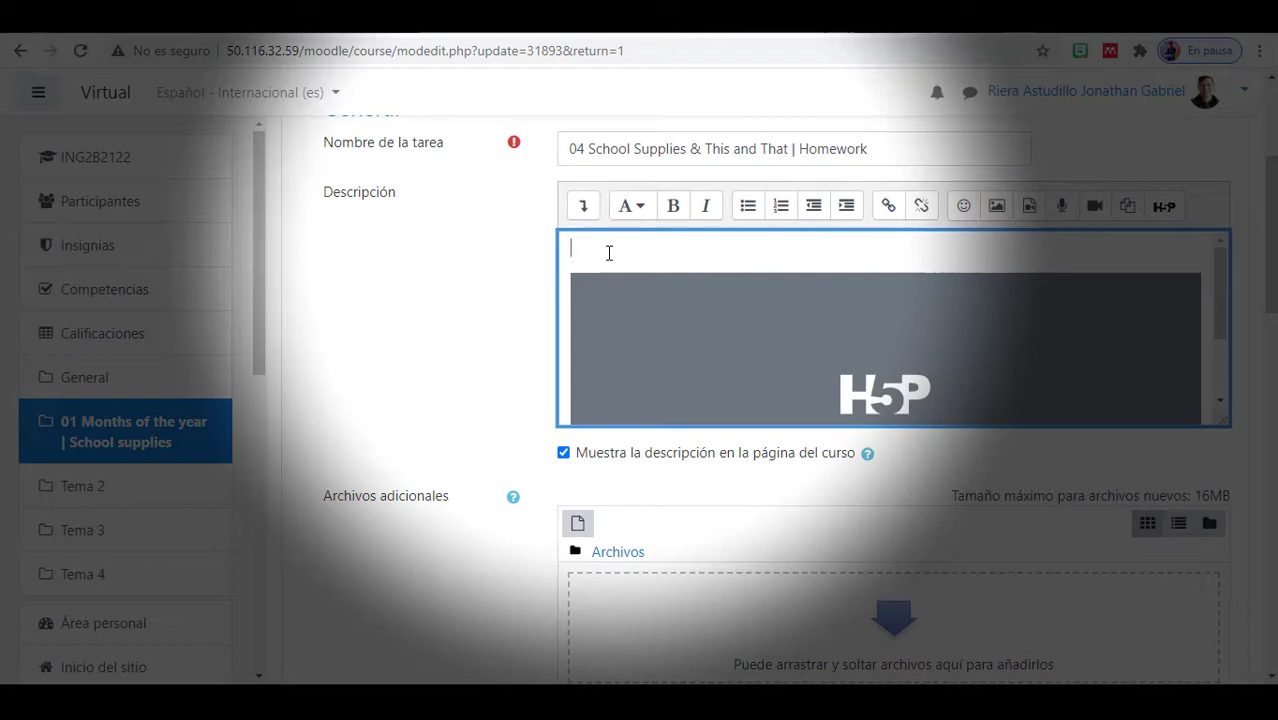 No es seguro
50.116.32.59/moodle/course/modedit.php?update=31893&return=1
En pausa
Virtual
Español - Internacional (es)
Riera Astudillo Jonathan Gabriel
ING2B2122
Participantes
Insignias
Competencias
Calificaciones
General
01 Months of the year
| School supplies
Tema 2
Tema 3
Tema 4
Área personal
Inicio del sitio
General
Nombre de la tarea
04 School Supplies & This and That | Homework
Descripción
A
B
I
H5P
H5P
Muestra la descripción en la página del curso
Archivos adicionales
Tamaño máximo para archivos nuevos: 16MB
Archivos
Puede arrastrar y soltar archivos aquí para añadirlos